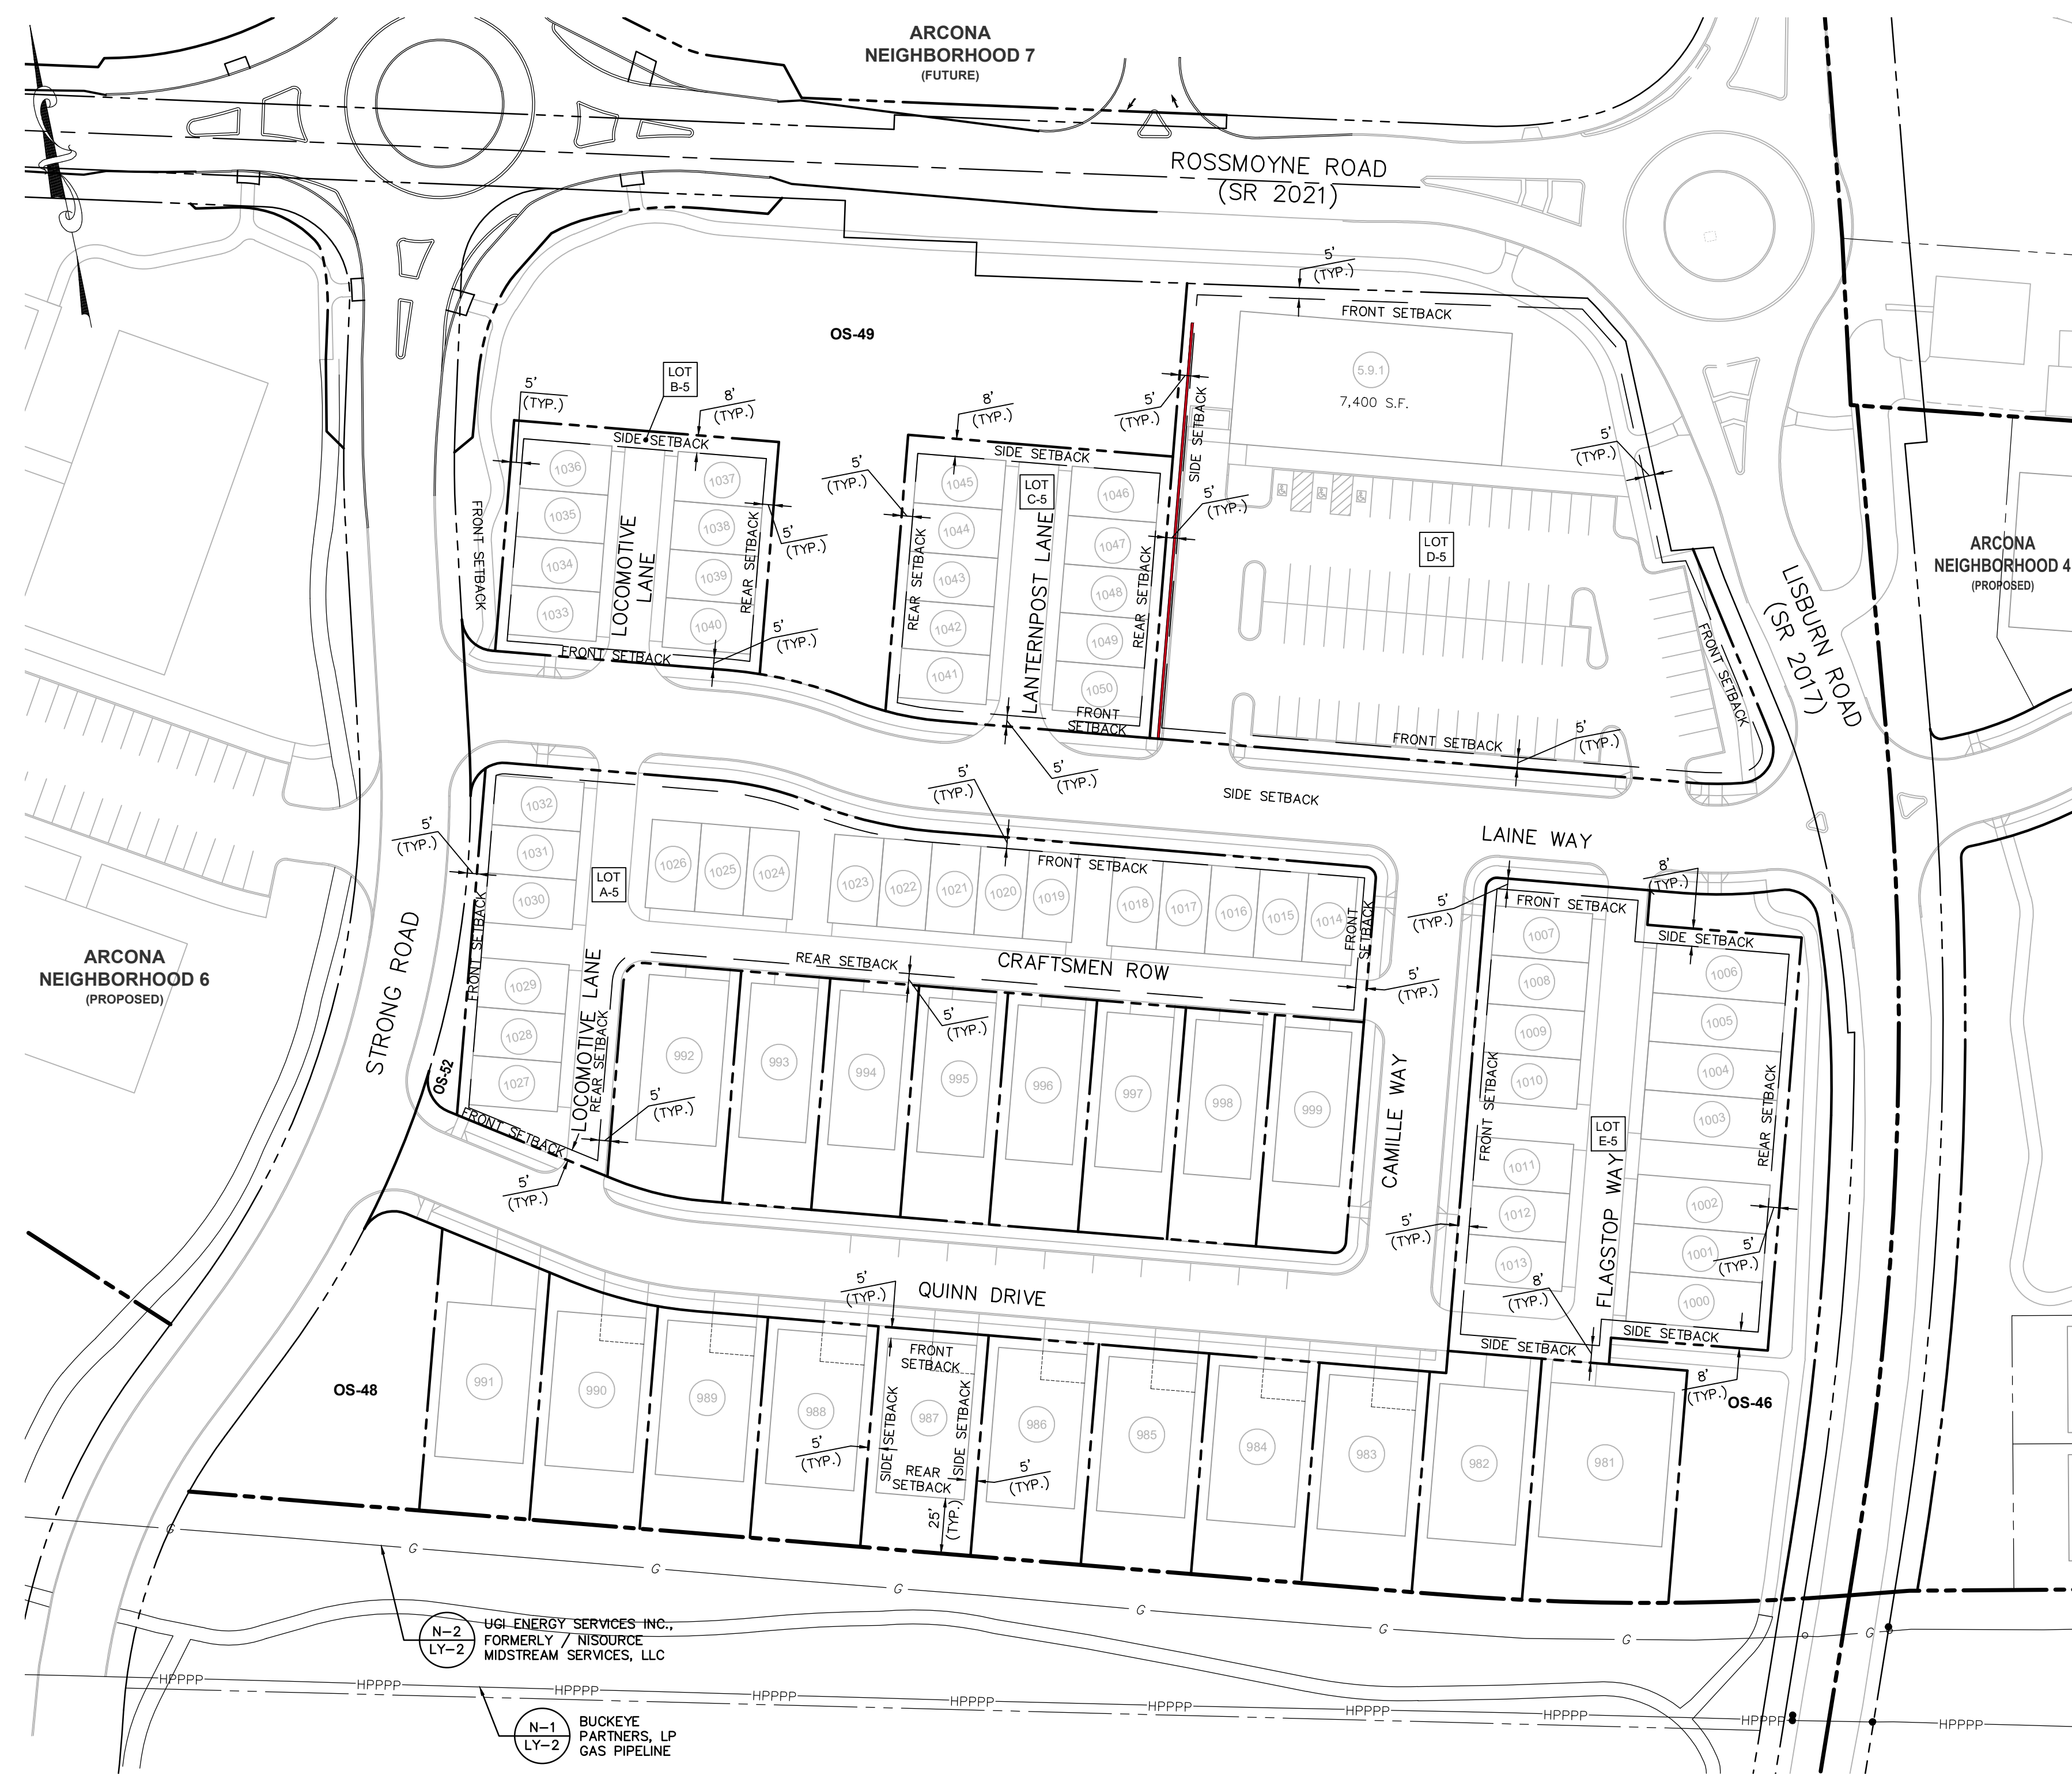 ARCONA
NEIGHBORHOOD 7
(FUTURE)
ROSSMOYNE ROAD
(SR 2021)
5'
(TYP.)
FRONT SETBACK
OS-49
LOT
B-5
5'
(TYP.)
8'
(TYP.)
8'
(TYP.)
5'
(TYP.)
5.9.1
7,400 S.F.
SIDE SETBACK
SIDE SETBACK
SIDE SETBACK
5'
(TYP.)
5'
(TYP.)
5'
(TYP.)
1036
1037
1035
1038
1034
1039
1033
1040
LOCOMOTIVE
LANE
FRONT SETBACK
REAR SETBACK
FRONT SETBACK
5'
(TYP.)
5'
(TYP.)
1045
1046
1044
1047
1043
1048
1042
1049
1041
1050
LOT
C-5
LANTERNPOST LANE
REAR SETBACK
REAR SETBACK
FRONT
SETBACK
5'
(TYP.)
LOT
D-5
FRONT SETBACK
FRONT SETBACK
5'
(TYP.)
LISBURN ROAD
(SR 2017)
ARCONA
NEIGHBORHOOD 4
(PROPOSED)
SIDE SETBACK
LAINE WAY
5'
(TYP.)
5'
(TYP.)
1032
1031
1030
1029
1028
1027
LOT
A-5
1026
1025
1024
1023
1022
1021
1020
1019
1018
1017
1016
1015
1014
FRONT SETBACK
FRONT
SETBACK
REAR SETBACK
CRAFTSMEN ROW
5'
(TYP.)
5'
(TYP.)
FRONT SETBACK
LOCOMOTIVE LANE
REAR SETBACK
FRONT SETBACK
5'
(TYP.)
5'
(TYP.)
ARCONA
NEIGHBORHOOD 6
(PROPOSED)
STRONG ROAD
OS-52
992
993
994
995
996
997
998
999
CAMILLE WAY
8'
(TYP.)
5'
(TYP.)
FRONT SETBACK
SIDE SETBACK
1007
1006
1008
1005
1009
1004
1010
1003
1011
1002
1012
1001
1013
1000
LOT
E-5
FLAGSTOP WAY
FRONT SETBACK
REAR SETBACK
5'
(TYP.)
5'
(TYP.)
8'
(TYP.)
SIDE SETBACK
SIDE SETBACK
8'
(TYP.)
OS-46
QUINN DRIVE
5'
(TYP.)
OS-48
991
990
989
988
987
986
985
984
983
982
981
FRONT
SETBACK
SIDE SETBACK
SIDE SETBACK
REAR
SETBACK
5'
(TYP.)
5'
(TYP.)
25'
(TYP.)
G
G
G
G
G
G
G
G
N-2
LY-2
UGI ENERGY SERVICES INC.,
FORMERLY / NISOURCE
MIDSTREAM SERVICES, LLC
HPPPP
HPPPP
HPPPP
HPPPP
HPPPP
HPPPP
HPPPP
HPPPP
HPPPP
HPPPP
N-1
LY-2
BUCKEYE
PARTNERS, LP
GAS PIPELINE